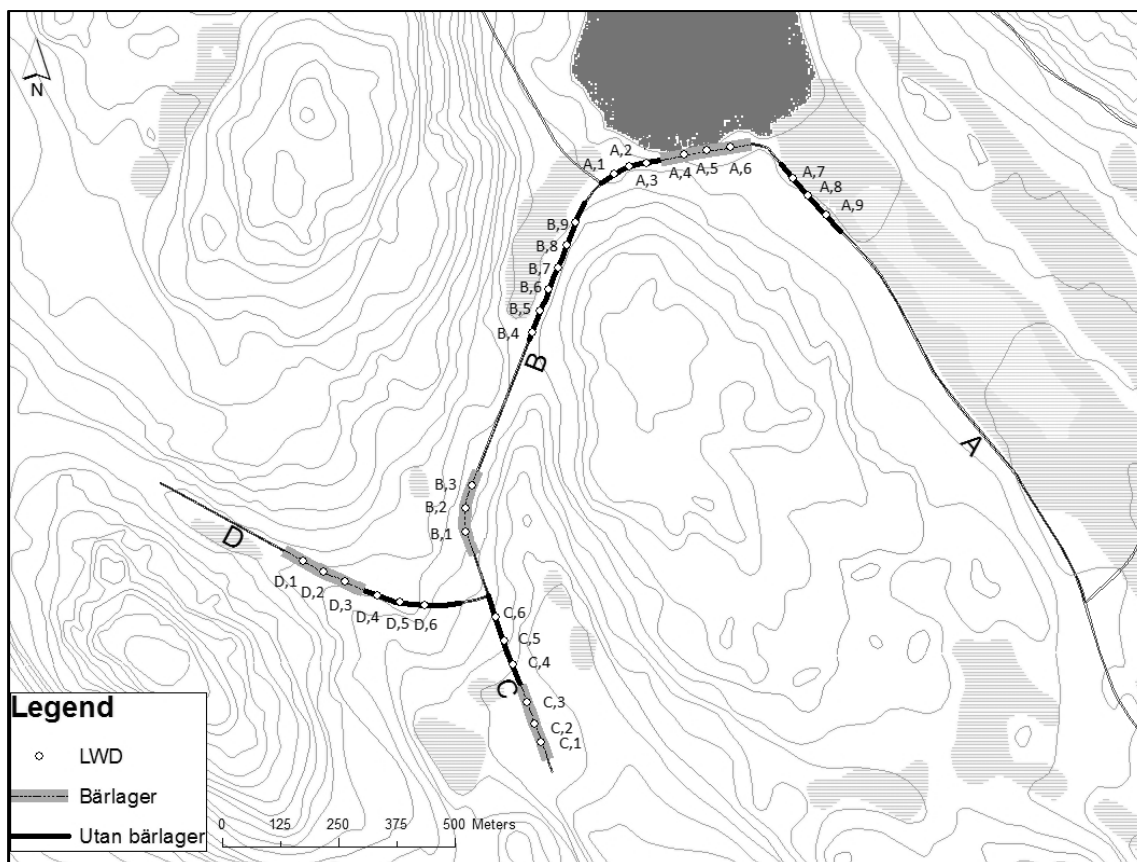 N
A,1
A,2
A,3
A,4
A,5
A,6
A,7
A,8
A,9
B,9
B,8
B,7
B,6
B,5
B,4
B
A
B,3
B,2
B,1
D
D,1
D,2
D,3
D,4
D,5
D,6
C,6
C,5
C,4
C
C,3
C,2
C,1
Legend
LWD
Bärlager
Utan bärlager
0 125 250 375 500 Meters